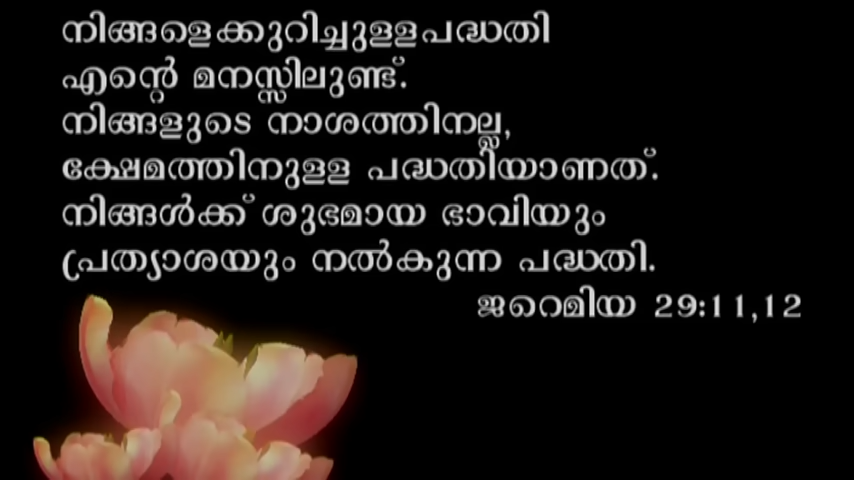 നിങ്ങളെക്കുറിച്ചുള്ളപദ്ധതി
എന്റെ മനസ്സിലുണ്ട്.
നിങ്ങളുടെ നാശത്തിനല്ല,
ക്ഷേമത്തിനുള്ള പദ്ധതിയാണത്.
നിങ്ങൾക്ക് ശുഭമായ ഭാവിയും
പ്രത്യാശയും നൽകുന്ന പദ്ധതി.
ജറെമിയ 29:11,12